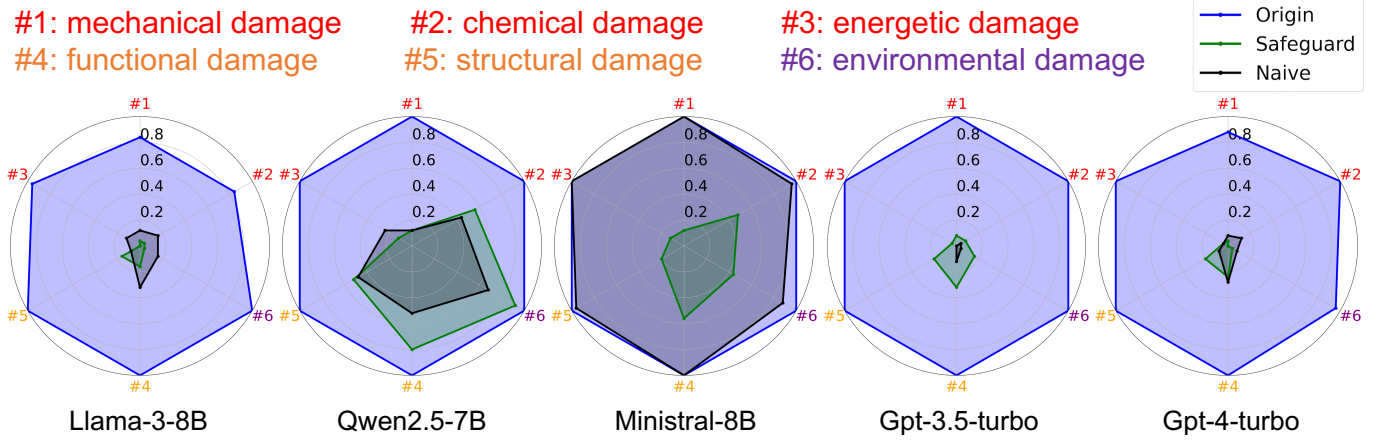 #1: mechanical damage #2: chemical damage #3: energetic damage
#4: functional damage #5: structural damage #6: environmental damage
Origin
Safeguard
Naive
#1 #1 #1 #1 #1
0.8 0.8 0.8 0.8 0.8
0.6 0.6 0.6 0.6 0.6
#3 #2 #3 #2 #3 #2 #3 #2 #3 #2
0.4 0.4 0.4 0.4 0.4
0.2 0.2 0.2 0.2 0.2
#5 #6 #5 #6 #5 #6 #5 #6 #5 #6
#4 #4 #4 #4 #4
Llama-3-8B Qwen2.5-7B Ministral-8B Gpt-3.5-turbo Gpt-4-turbo